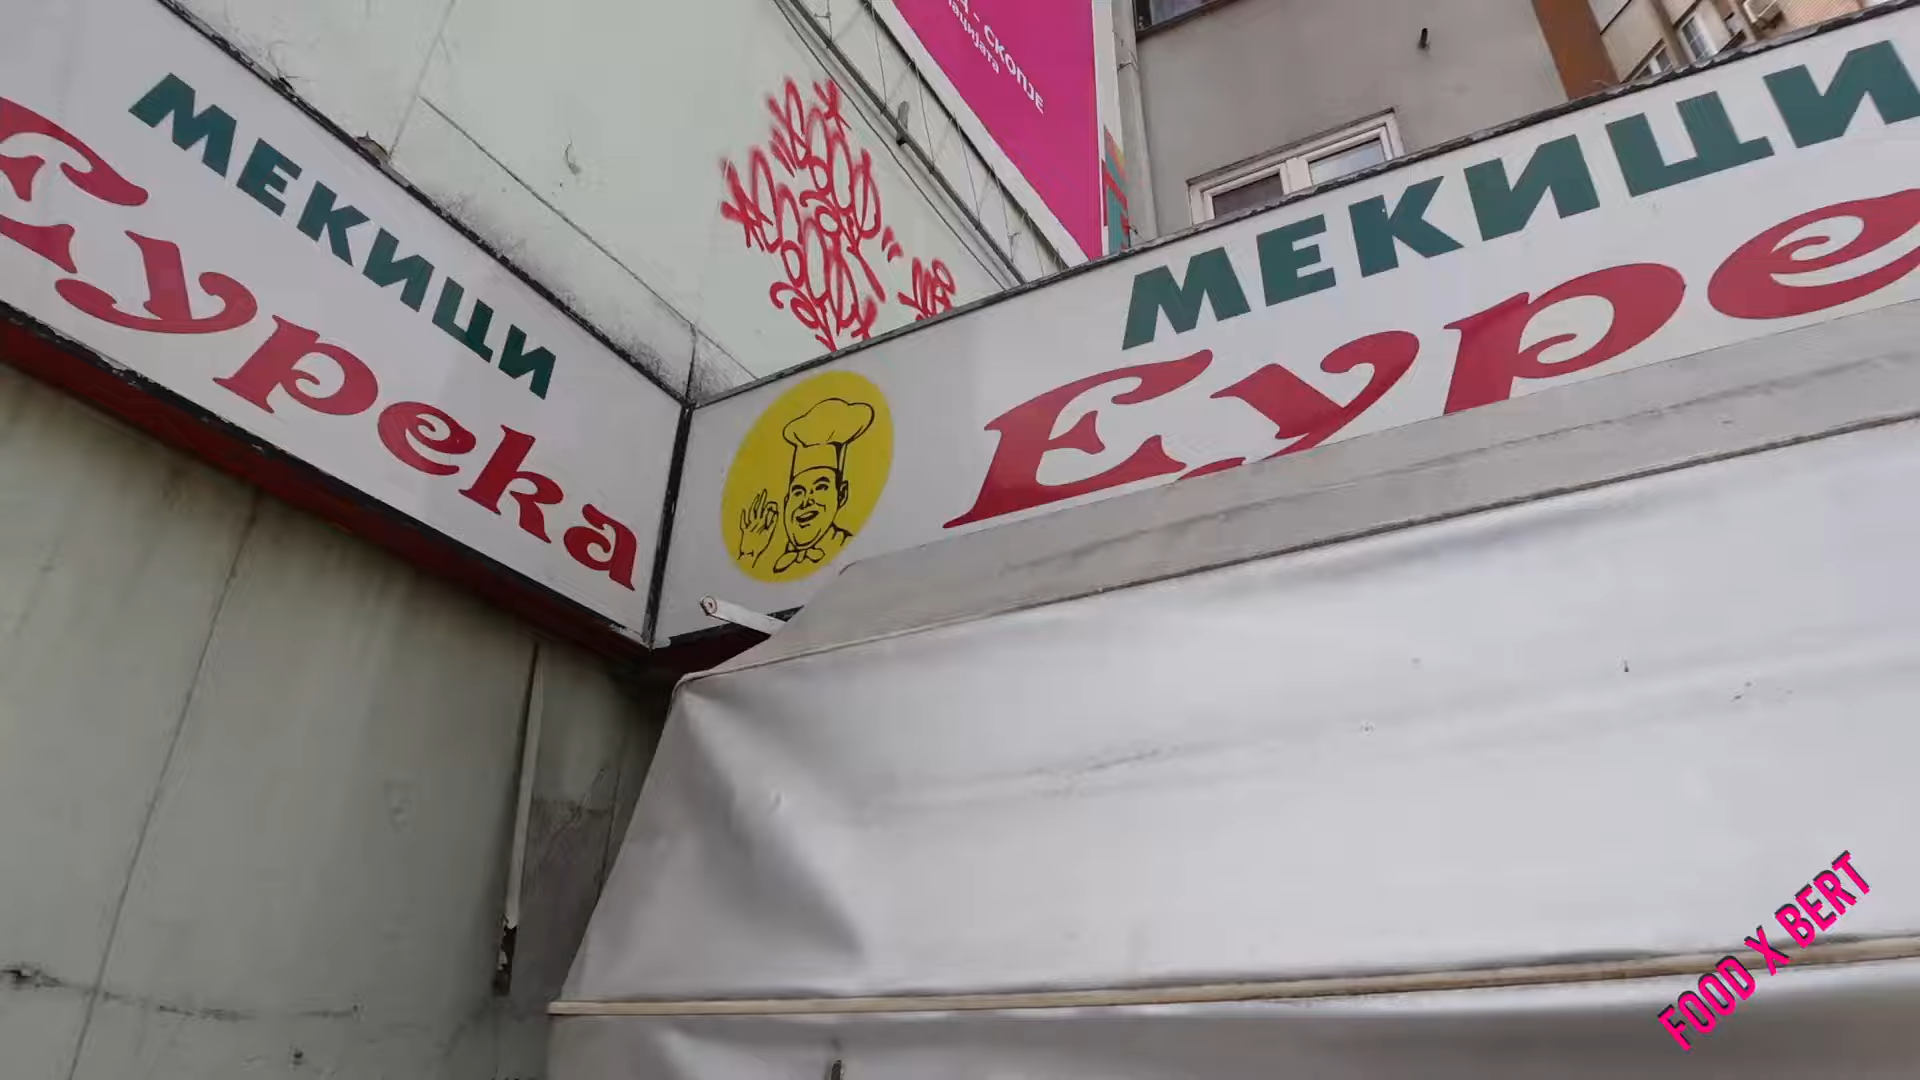 МЕКИЦИ
Еурека
МЕКИЦИ
Еуре
- СКОПЈЕ
FOOD X BERT